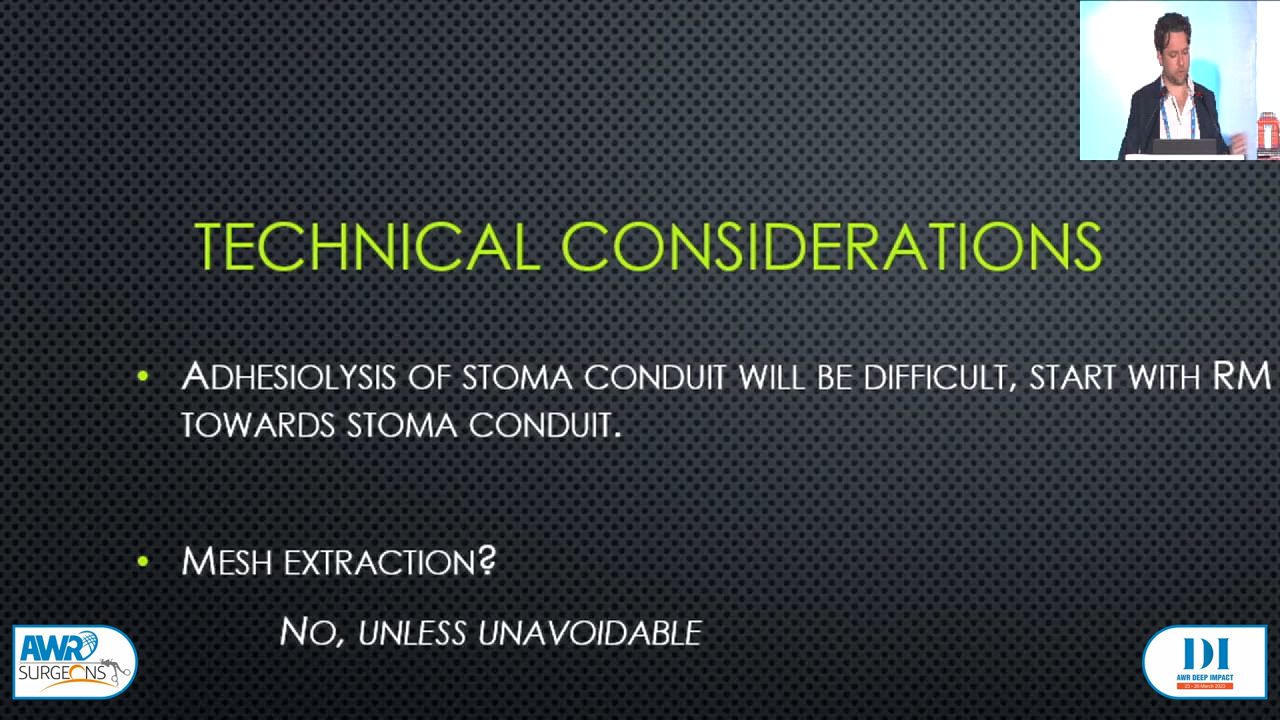 TECHNICAL CONSIDERATIONS
• ADHESIOLYSIS OF STOMA CONDUIT WILL BE DIFFICULT, START WITH RM
TOWARDS STOMA CONDUIT.
• MESH EXTRACTION?
NO, UNLESS UNAVOIDABLE
AWR
SURGEONS
DI
AWR DEEP IMPACT